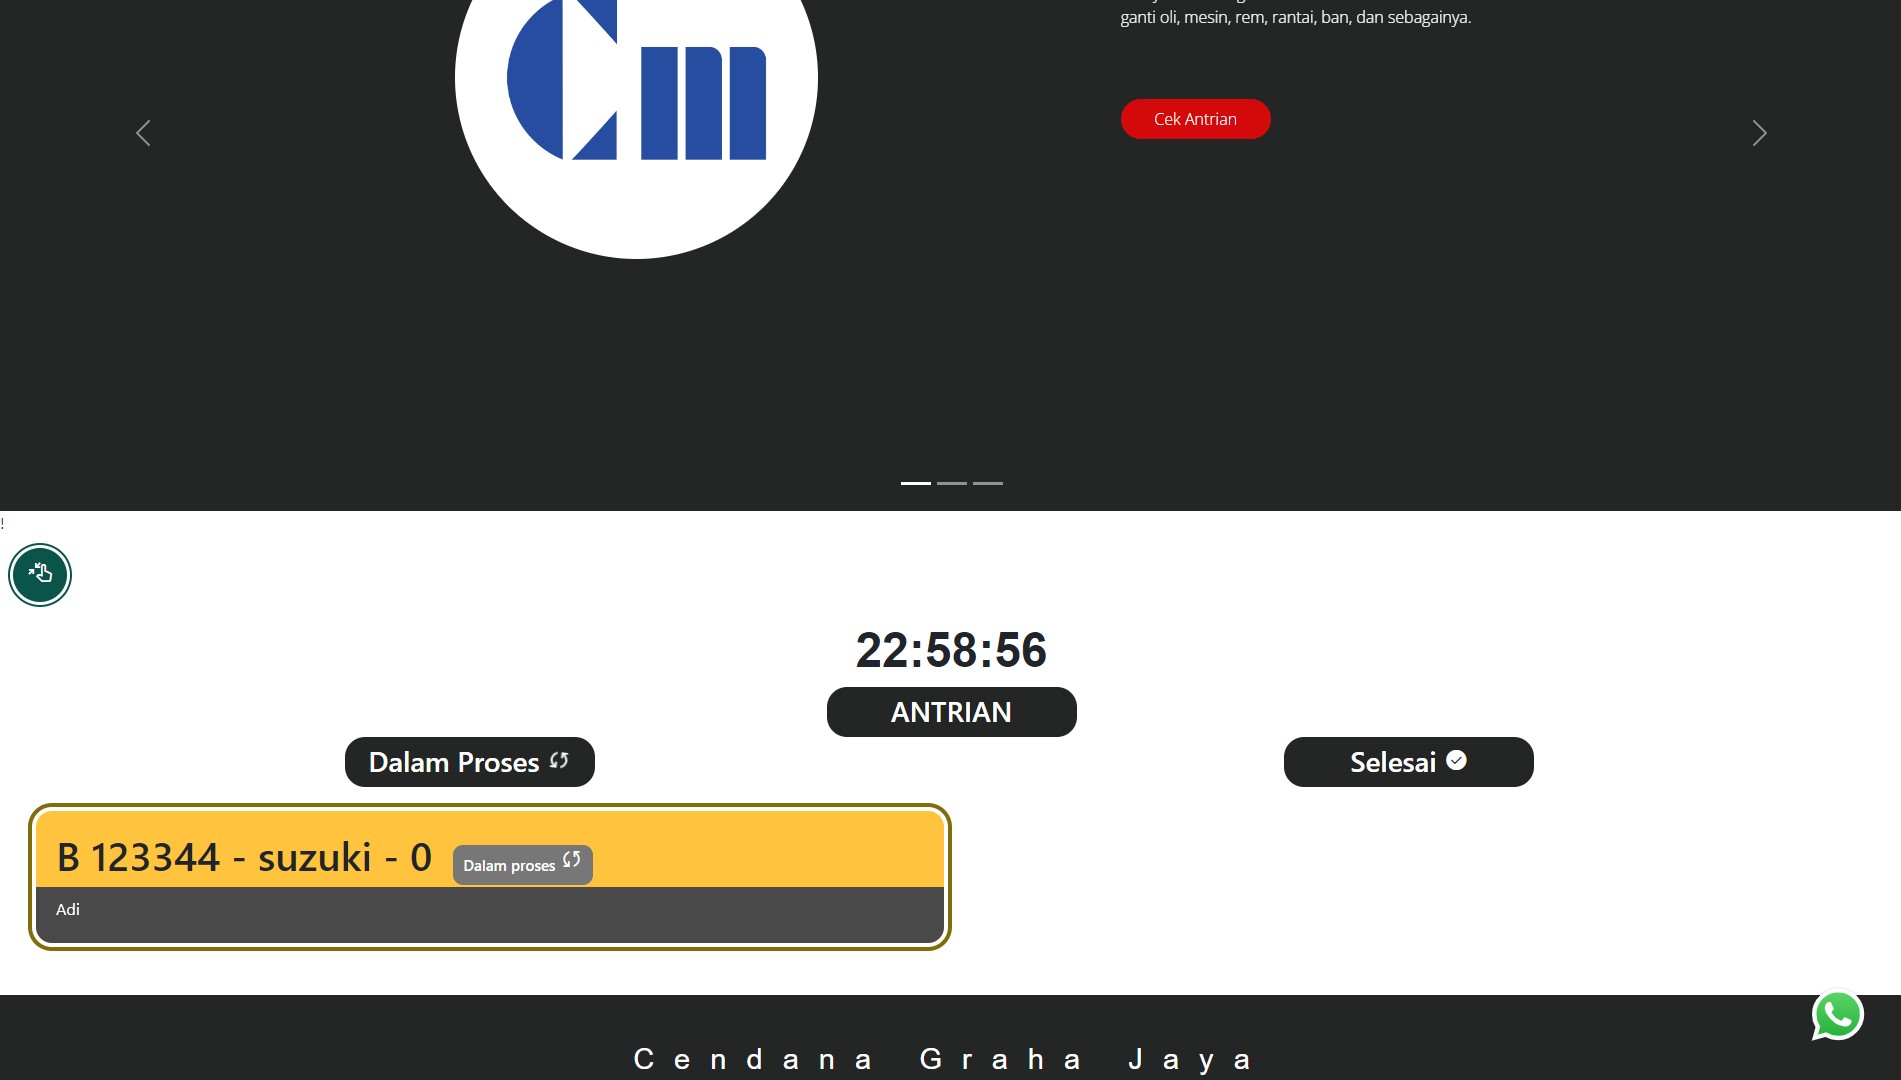 ganti oli, mesin, rem, rantai, ban, dan sebagainya.
Cm
Cek Antrian
!
22:58:56
ANTRIAN
Dalam Proses
Selesai
B 123344 - suzuki - 0 Dalam proses
Adi
Cendana Graha Jaya